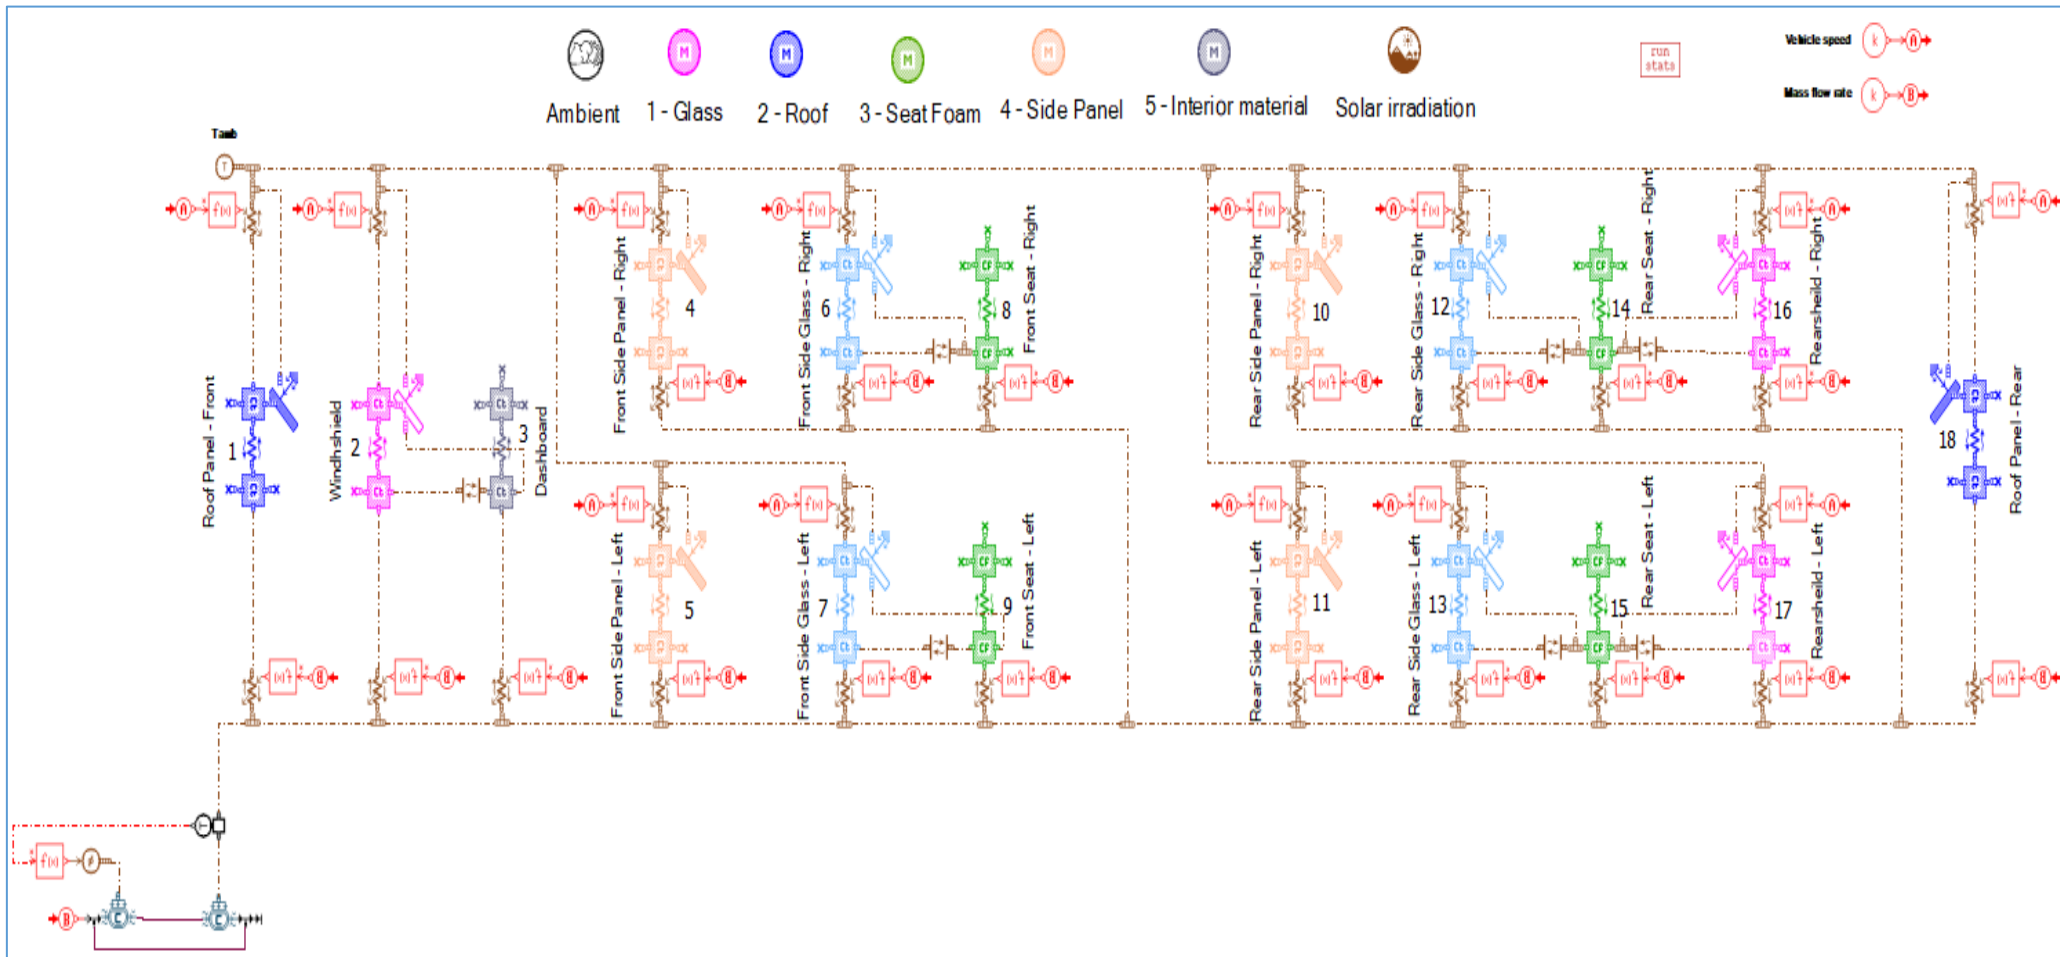 M
M
M
M
M
run
stats
Vehicle speed
k
A
Mass flow rate
k
B
Ambient
1 - Glass
2 - Roof
3 - Seat Foam
4 - Side Panel
5 - Interior material
Solar irradiation
Tamb
T
Roof Panel - Front
1
Windhshield
2
3
Dashboard
Front Side Panel - Right
4
Front Side Glass - Right
6
8
Front Seat - Right
Rear Side Panel - Right
10
Rear Side Glass - Right
12
14
Rear Seat - Right
16
Rearsheild - Right
Front Side Panel - Left
5
Front Side Glass - Left
7
9
Front Seat - Left
Rear Side Panel - Left
11
Rear Side Glass - Left
13
15
Rear Seat - Left
17
Rearsheild - Left
18
Roof Panel - Rear
f(x)
B
C
C